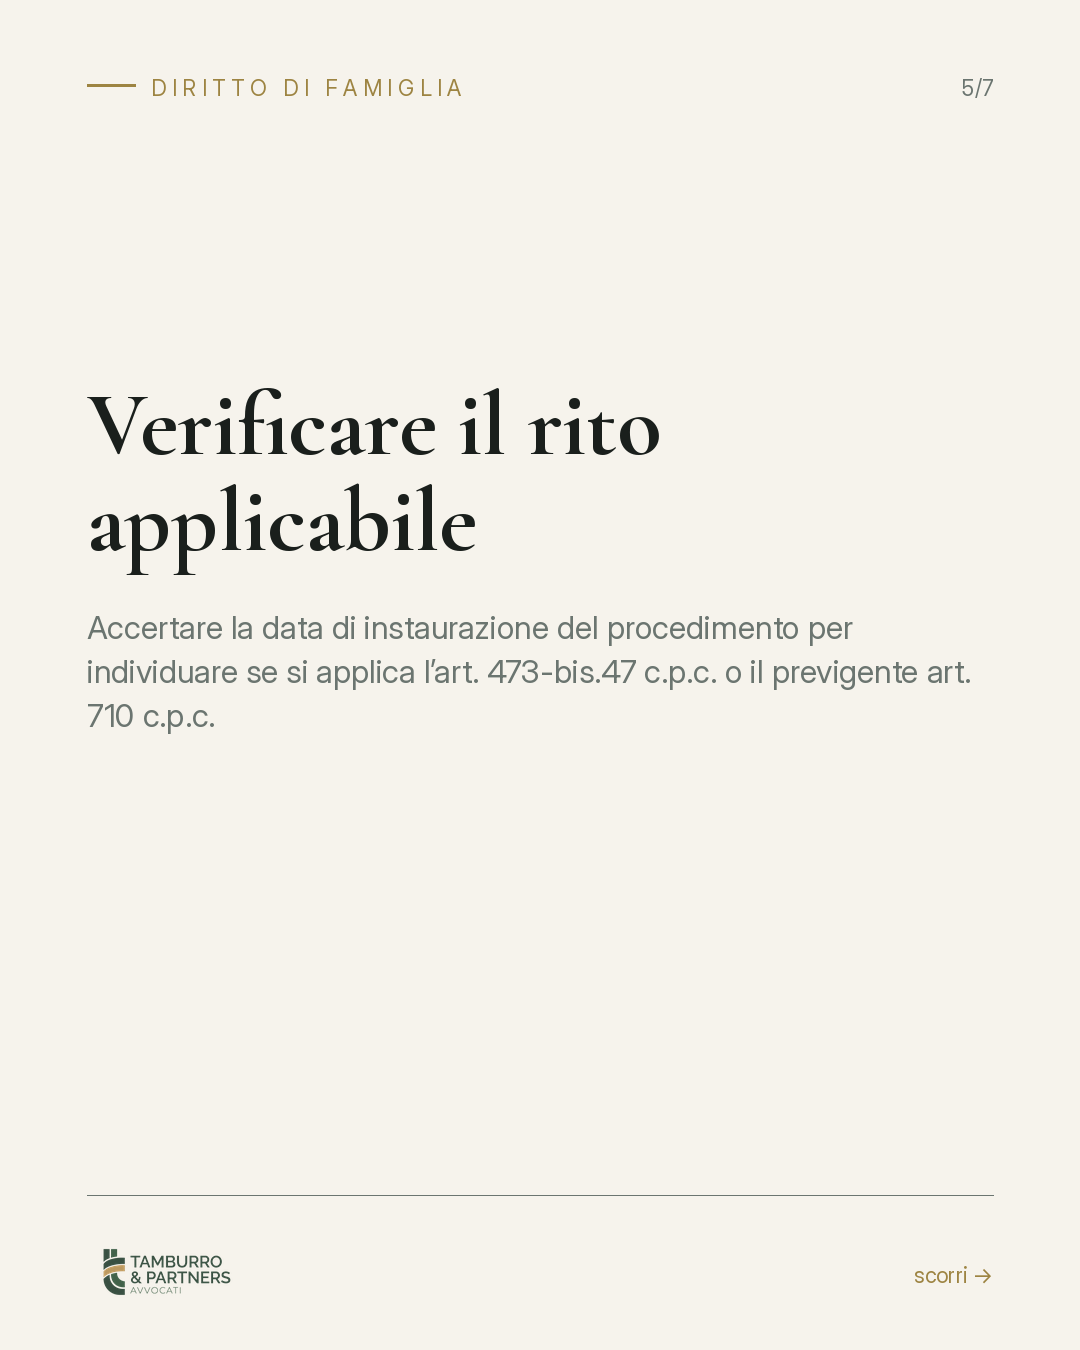 DIRITTO DI FAMIGLIA
5/7
Verificare il rito
applicabile
Accertare la data di instaurazione del procedimento per
individuare se si applica l’art. 473-bis.47 c.p.c. o il previgente art.
710 c.p.c.
TAMBURRO
& PARTNERS
AVVOCATI
scorri →